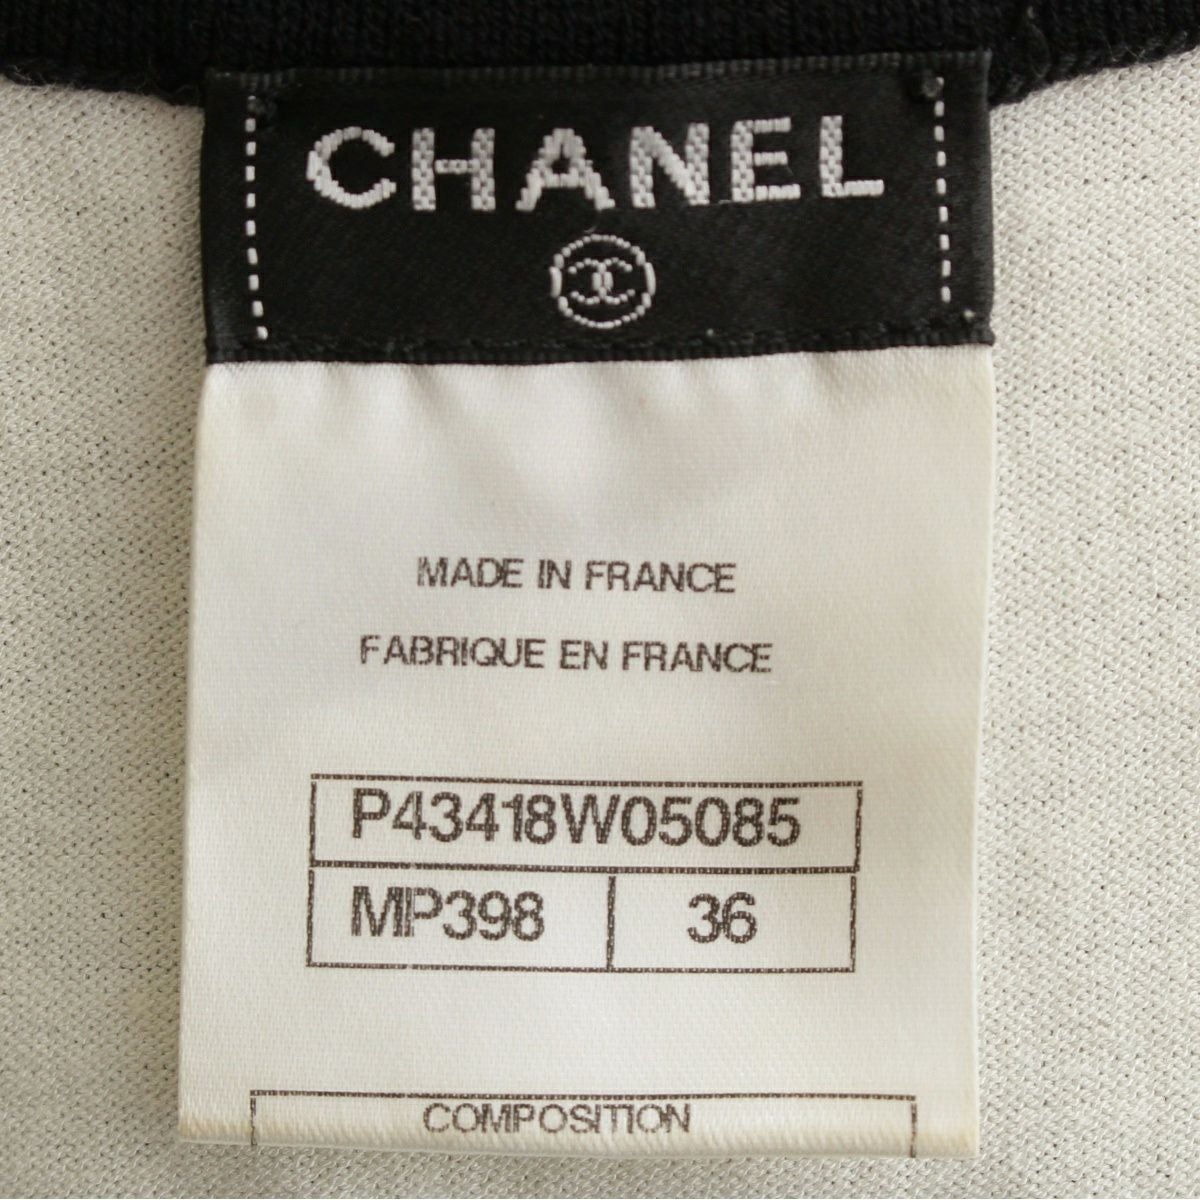 CHANEL
MADE IN FRANCE
FABRIQUE EN FRANCE
P43418W05085
MP398 36
COMPOSITION